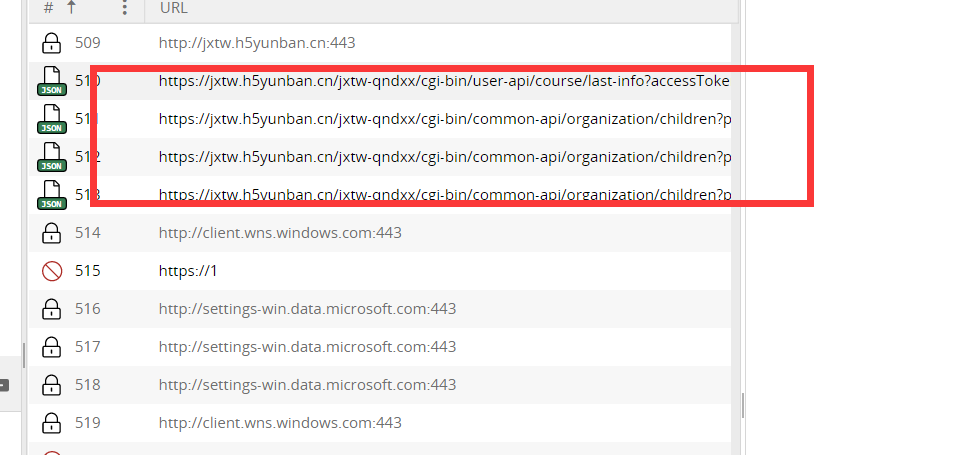 # ↑ ⋮ URL
509 http://jxtw.h5yunban.cn:443
JSON 510 https://jxtw.h5yunban.cn/jxtw-qndxx/cgi-bin/user-api/course/last-info?accessToke
JSON 511 https://jxtw.h5yunban.cn/jxtw-qndxx/cgi-bin/common-api/organization/children?p
JSON 512 https://jxtw.h5yunban.cn/jxtw-qndxx/cgi-bin/common-api/organization/children?p
JSON 513 https://jxtw.h5yunban.cn/jxtw-qndxx/cgi-bin/common-api/organization/children?p
514 http://client.wns.windows.com:443
515 https://1
516 http://settings-win.data.microsoft.com:443
517 http://settings-win.data.microsoft.com:443
518 http://settings-win.data.microsoft.com:443
519 http://client.wns.windows.com:443